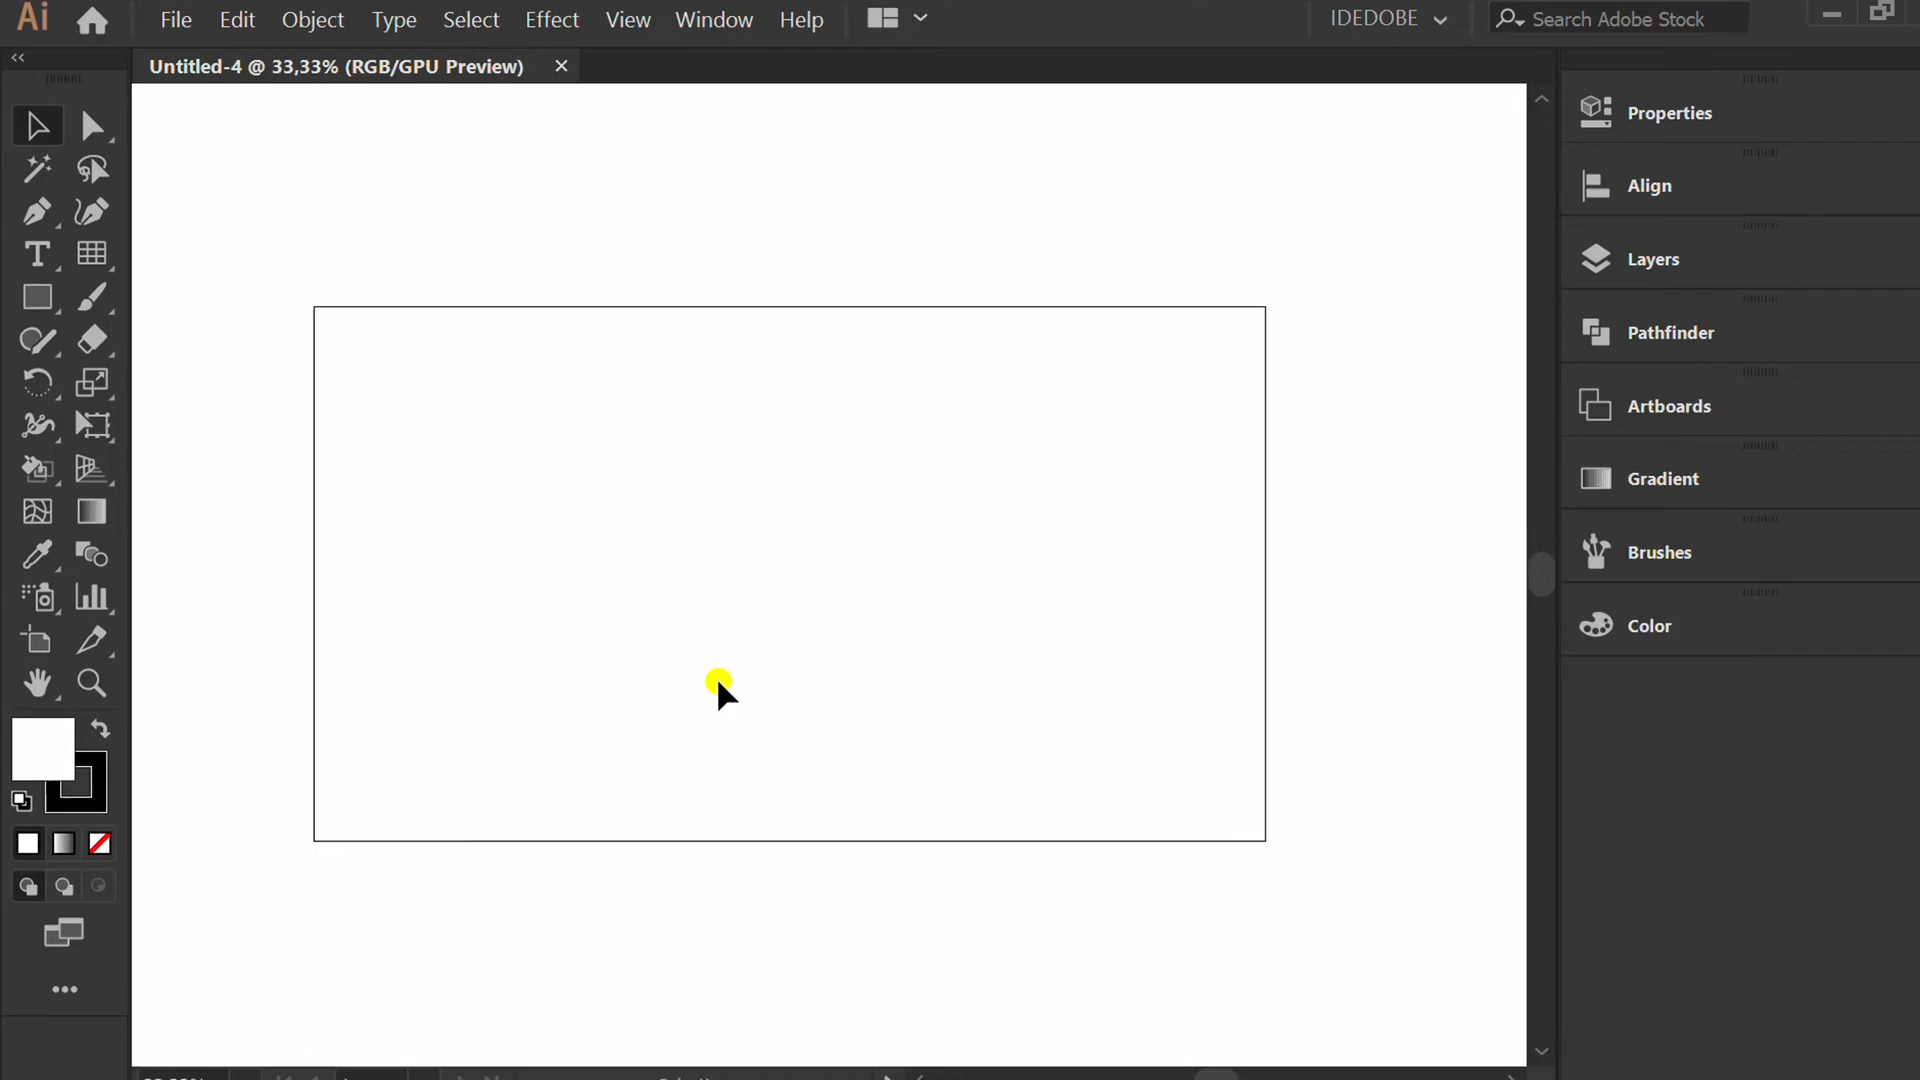 Ai
File Edit Object Type Select Effect View Window Help
IDEDOBE
Search Adobe Stock
Untitled-4 @ 33,33% (RGB/GPU Preview)
Properties
Align
Layers
Pathfinder
Artboards
Gradient
Brushes
Color